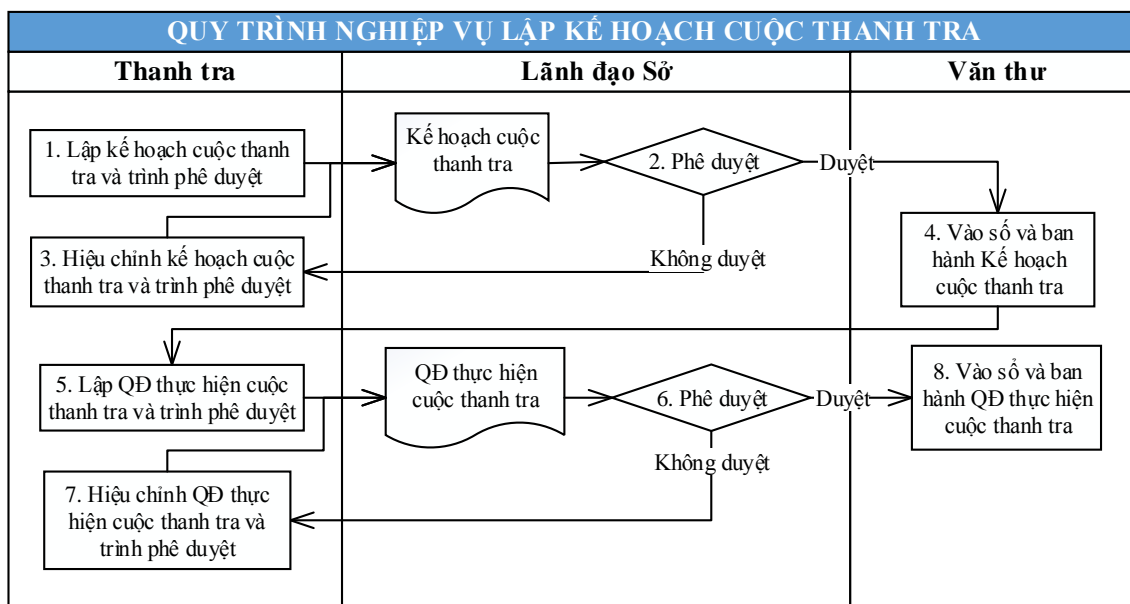 QUY TRÌNH NGHIỆP VỤ LẬP KẾ HOẠCH CUỘC THANH TRA
Thanh tra
Lãnh đạo Sở
Văn thư
1. Lập kế hoạch cuộc thanh
tra và trình phê duyệt
Kế hoạch cuộc
thanh tra
2. Phê duyệt
Duyệt
3. Hiệu chỉnh kế hoạch cuộc
thanh tra và trình phê duyệt
Không duyệt
4. Vào số và ban
hành Kế hoạch
cuộc thanh tra
5. Lập QĐ thực hiện cuộc
thanh tra và trình phê duyệt
QĐ thực hiện
cuộc thanh tra
6. Phê duyệt
Duyệt
8. Vào sổ và ban
hành QĐ thực hiện
cuộc thanh tra
Không duyệt
7. Hiệu chỉnh QĐ thực
hiện cuộc thanh tra và
trình phê duyệt